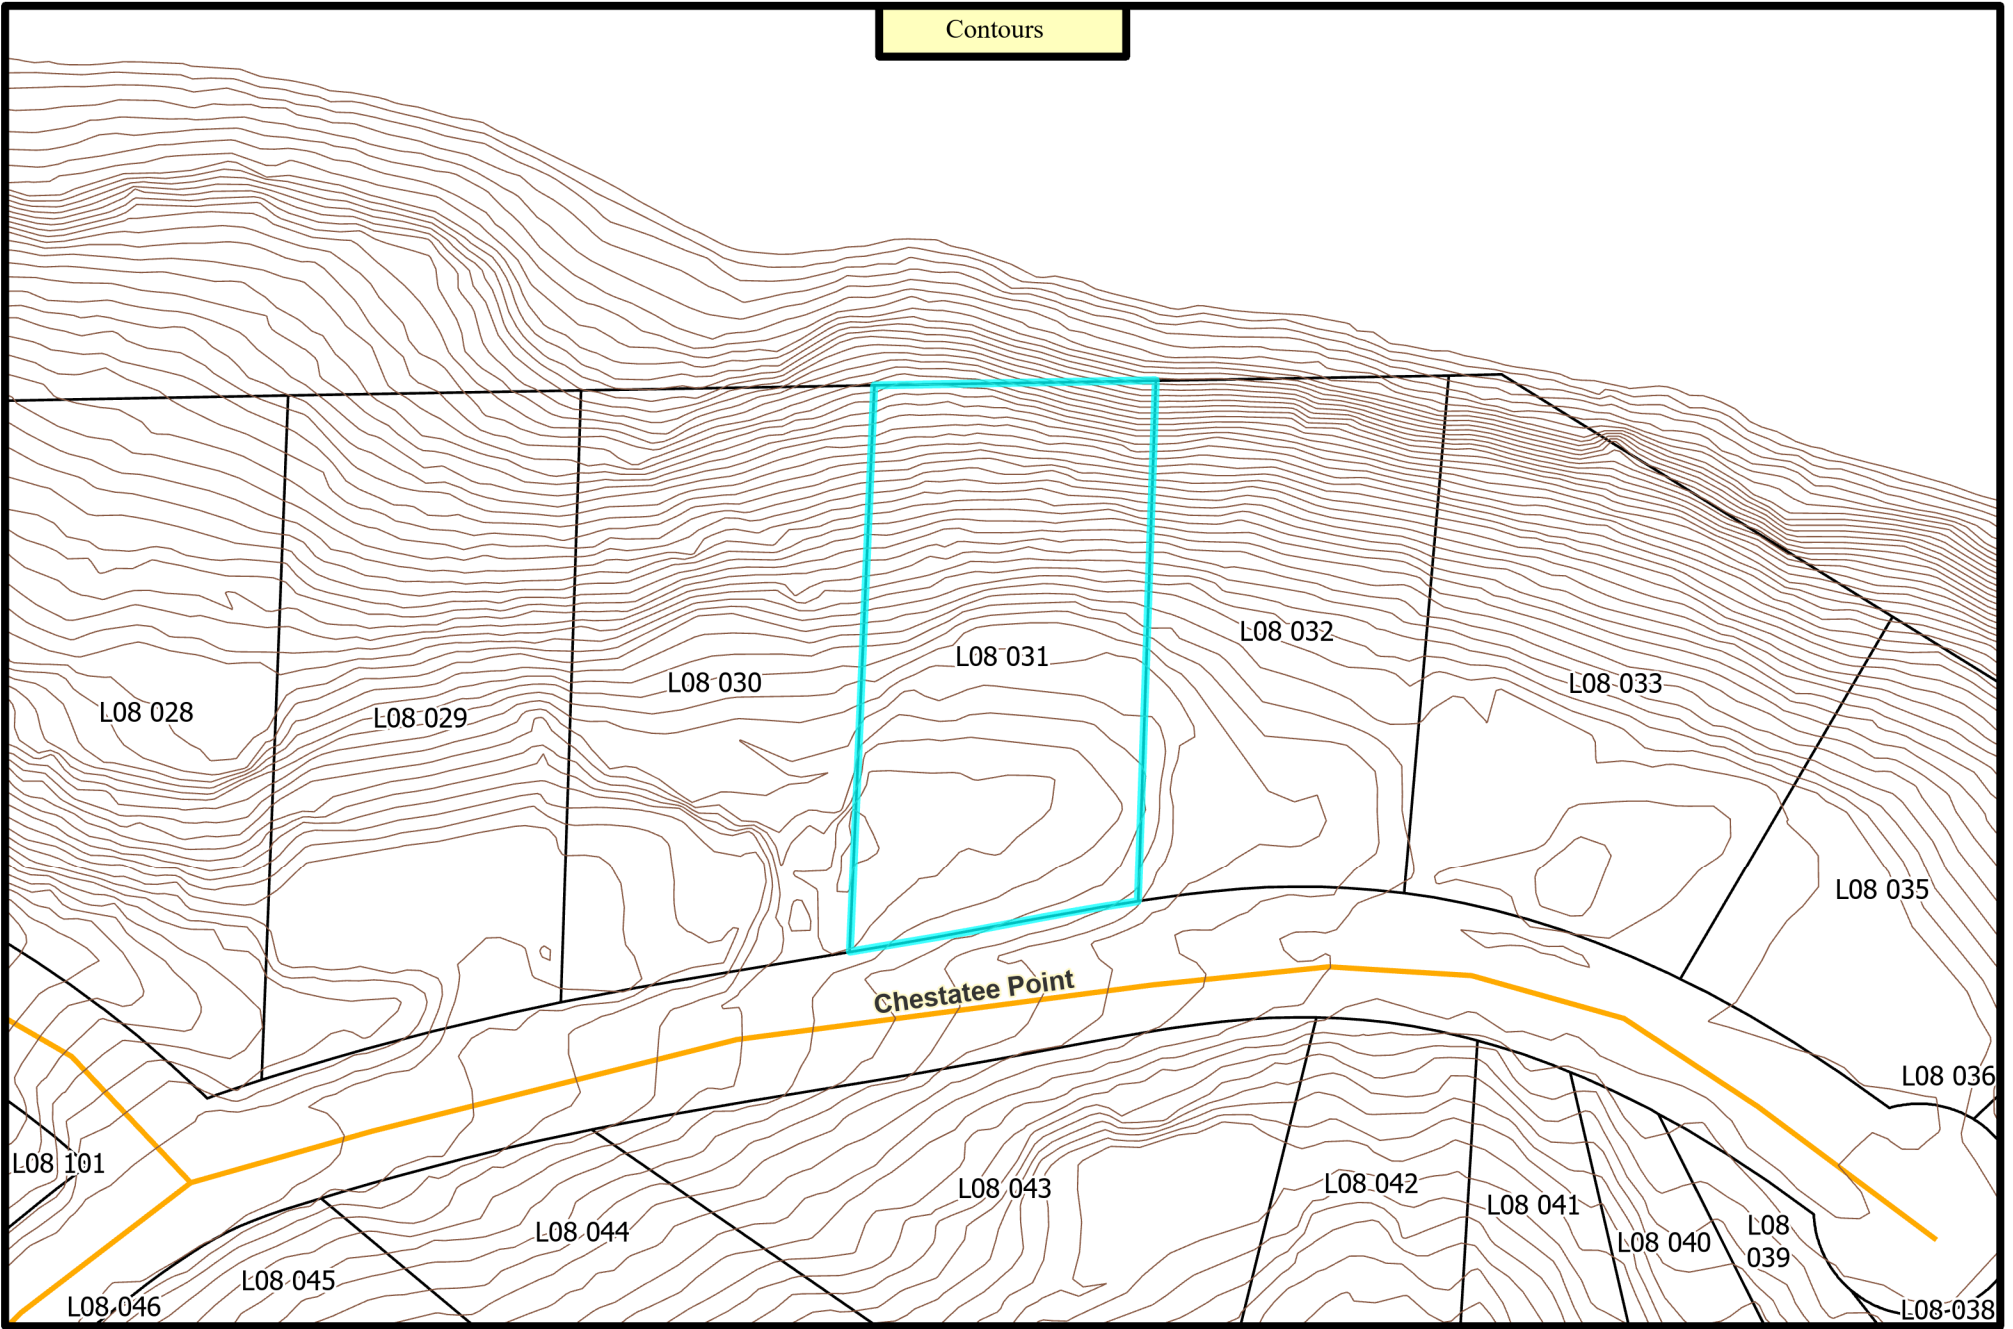 Contours
L08 032
L08 031
L08 030
L08 033
L08 028
L08 029
L08 035
Chestatee Point
L08 036
L08 101
L08 043
L08 042
L08 041
L08 044
L08
039
L08 040
L08 045
L08 046
L08 038